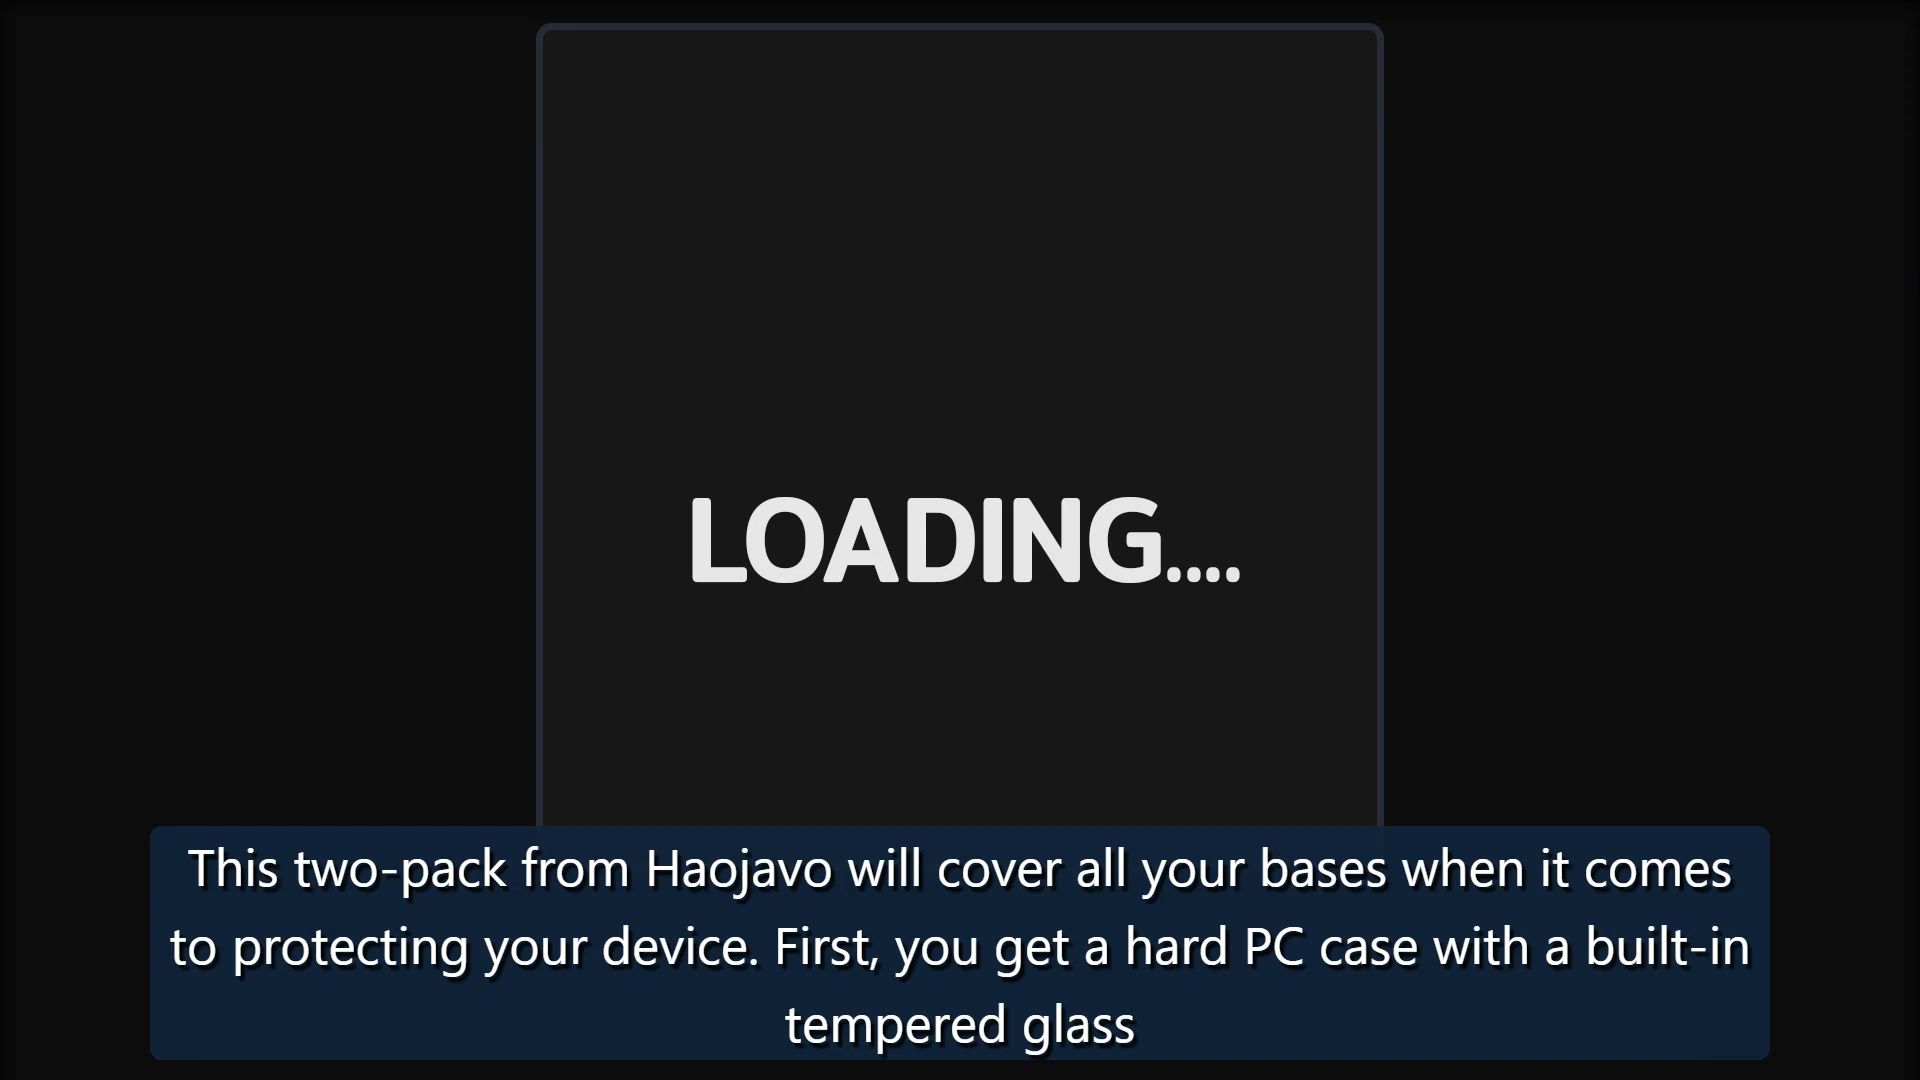 LOADING....
This two-pack from Haojavo will cover all your bases when it comes
to protecting your device. First, you get a hard PC case with a built-in
tempered glass